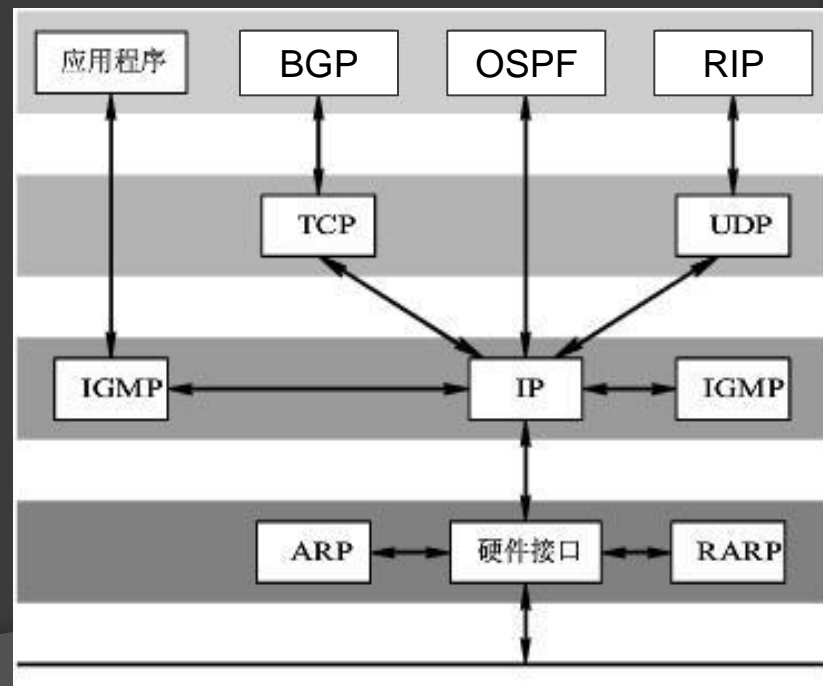 应用程序 BGP OSPF RIP
TCP UDP
IGMP IP IGMP
ARP 硬件接口 RARP